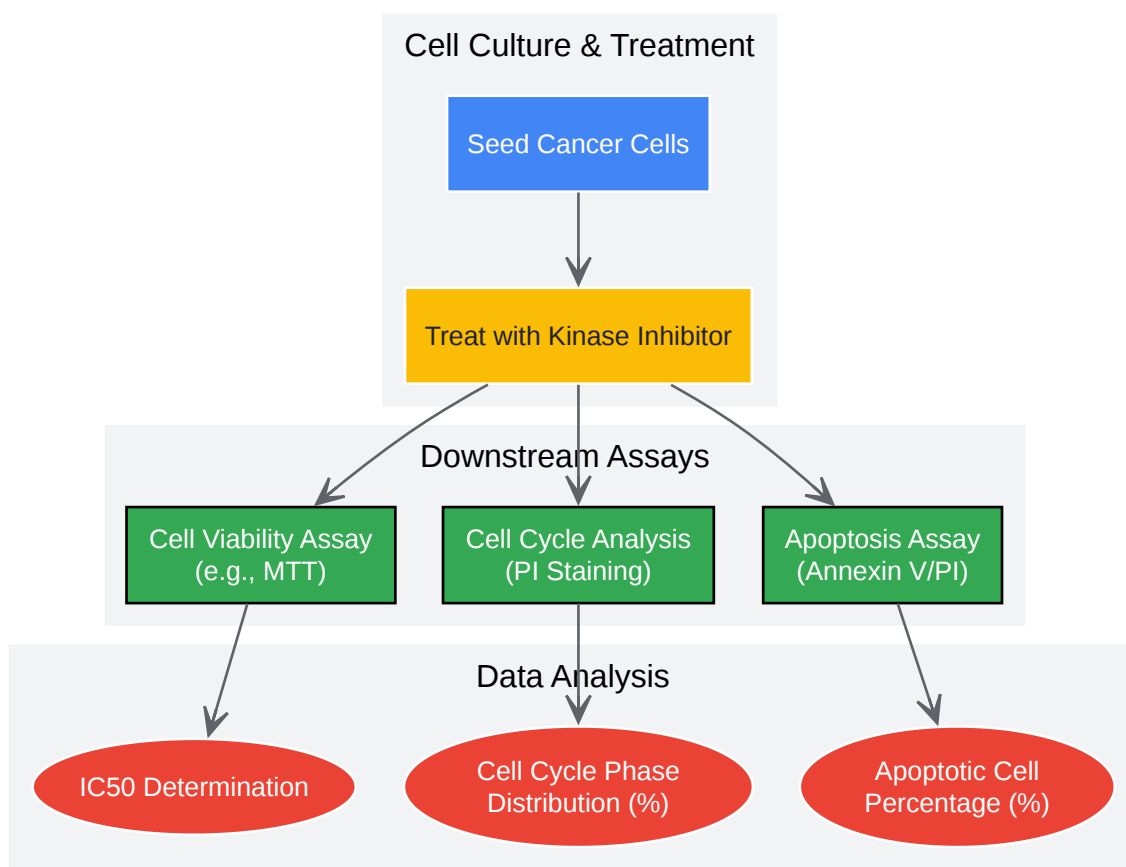 Cell Culture & Treatment
Seed Cancer Cells
Treat with Kinase Inhibitor
Downstream Assays
Cell Viability Assay
(e.g., MTT)
Cell Cycle Analysis
(PI Staining)
Apoptosis Assay
(Annexin V/PI)
Data Analysis
IC50 Determination
Cell Cycle Phase
Distribution (%)
Apoptotic Cell
Percentage (%)